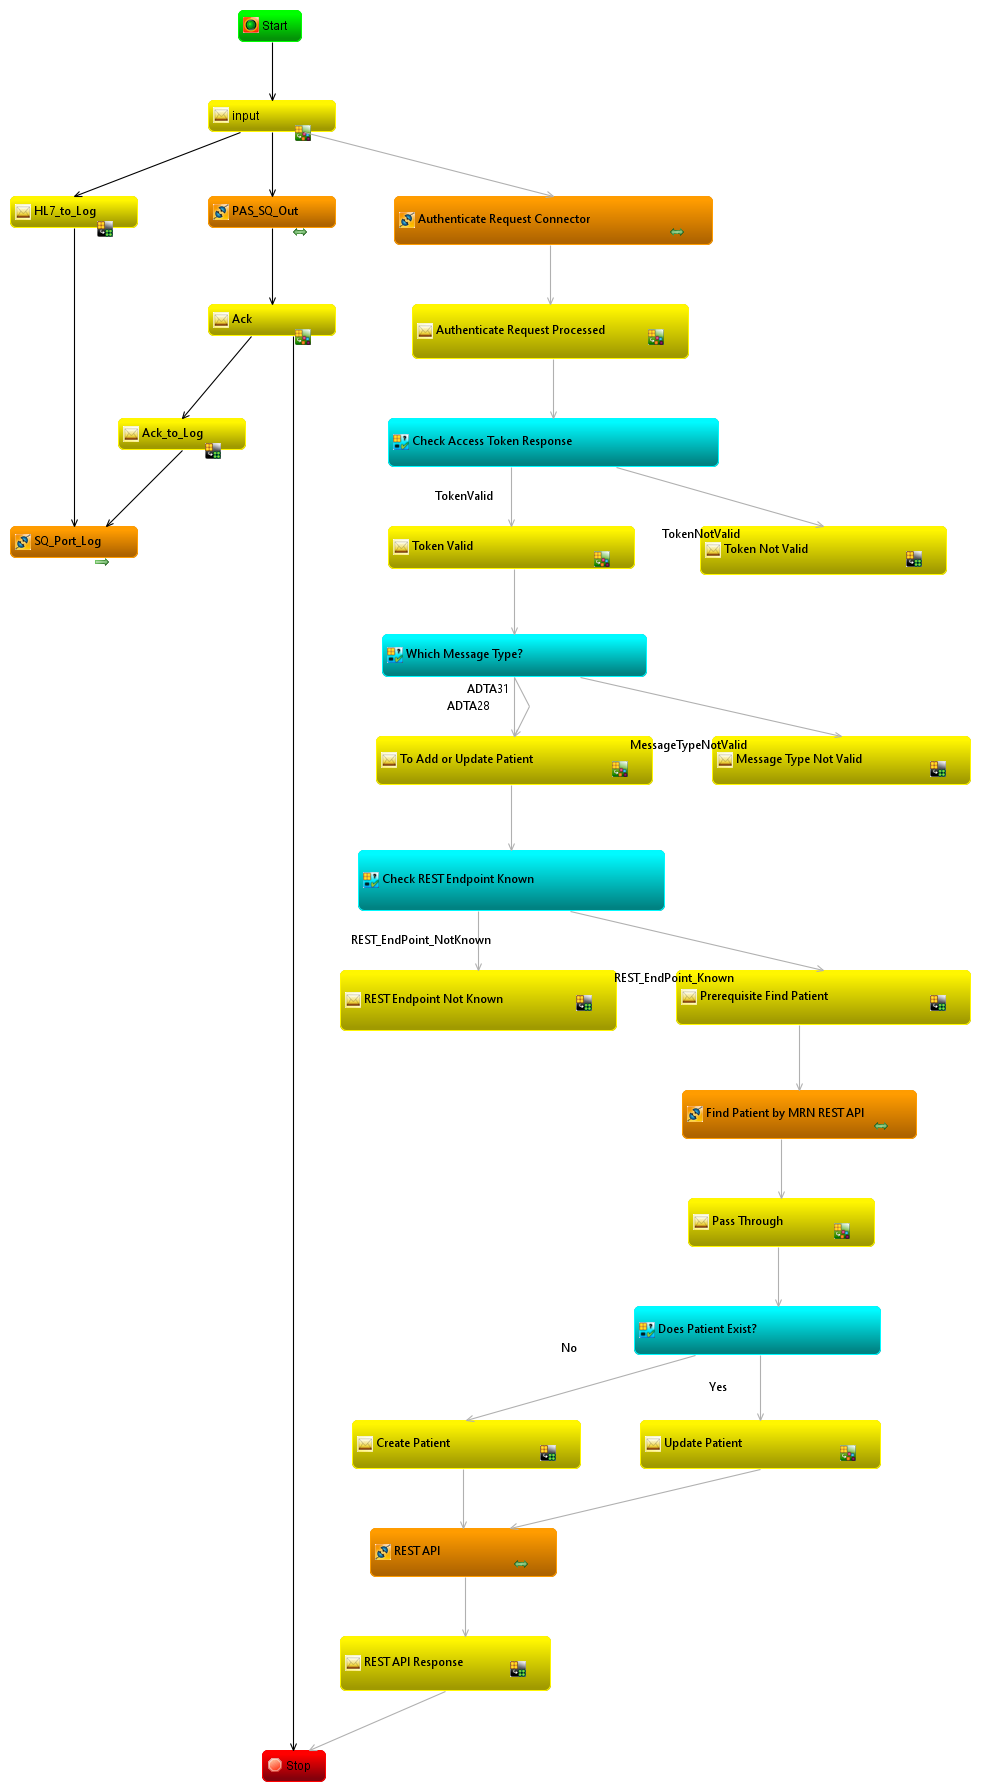 Start
input
HL7_to_Log
PAS_SQ_Out
Authenticate Request Connector
Ack
Authenticate Request Processed
Ack_to_Log
Check Access Token Response
TokenValid
TokenNotValid
SQ_Port_Log
Token Valid
Token Not Valid
Which Message Type?
ADTA31
ADTA28
MessageTypeNotValid
To Add or Update Patient
Message Type Not Valid
Check REST Endpoint Known
REST_EndPoint_NotKnown
REST_EndPoint_Known
REST Endpoint Not Known
Prerequisite Find Patient
Find Patient by MRN REST API
Pass Through
Does Patient Exist?
No
Yes
Create Patient
Update Patient
REST API
REST API Response
Stop